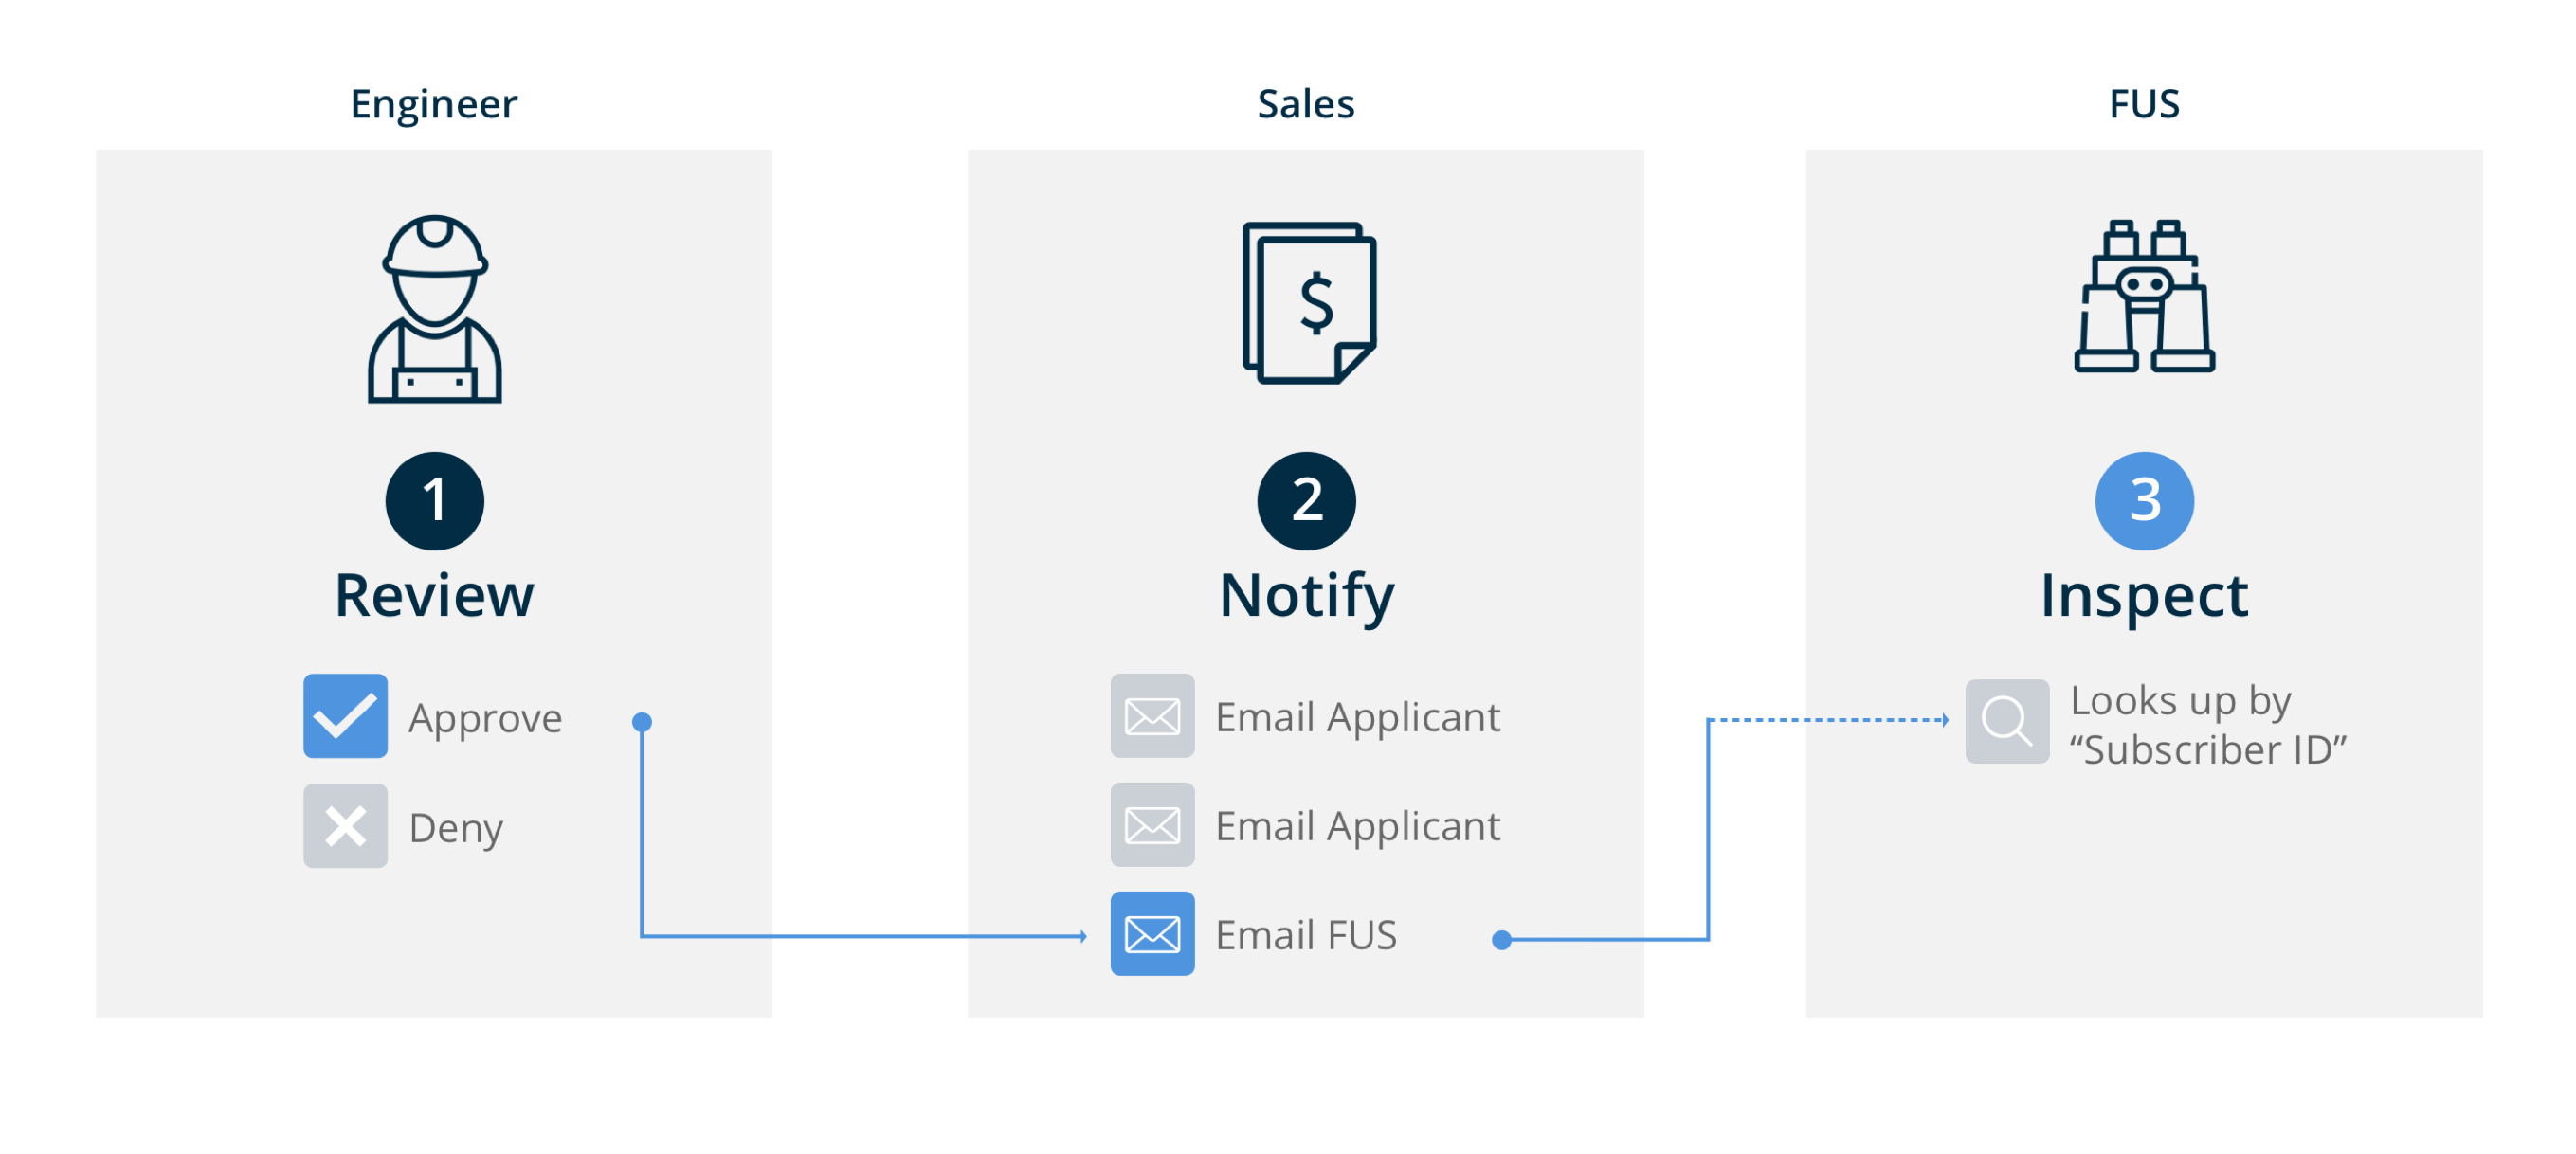 Engineer
Sales
FUS
$
1
Review
Approve
Deny
2
Notify
Email Applicant
Email Applicant
Email FUS
3
Inspect
Looks up by
“Subscriber ID”